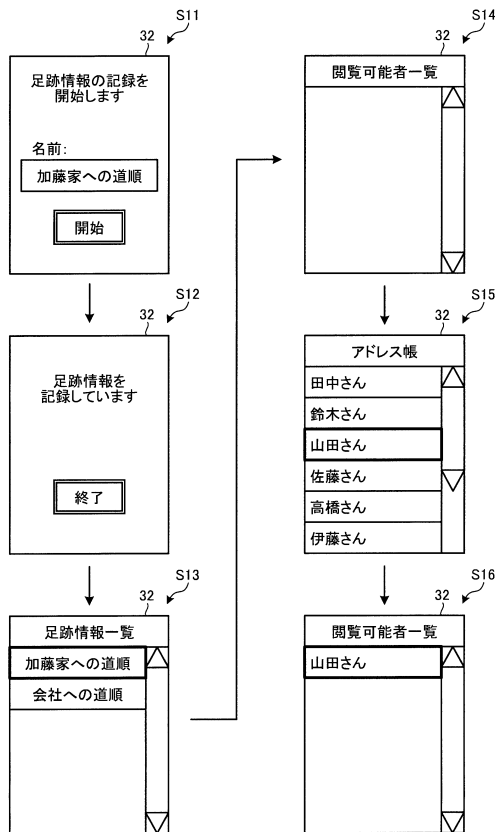 S11
32
足跡情報の記録を
開始します
名前:
加藤家への道順
開始
S12
32
足跡情報を
記録しています
終了
S13
32
足跡情報一覧
加藤家への道順
会社への道順
S14
32
閲覧可能者一覧
S15
32
アドレス帳
田中さん
鈴木さん
山田さん
佐藤さん
高橋さん
伊藤さん
S16
32
閲覧可能者一覧
山田さん